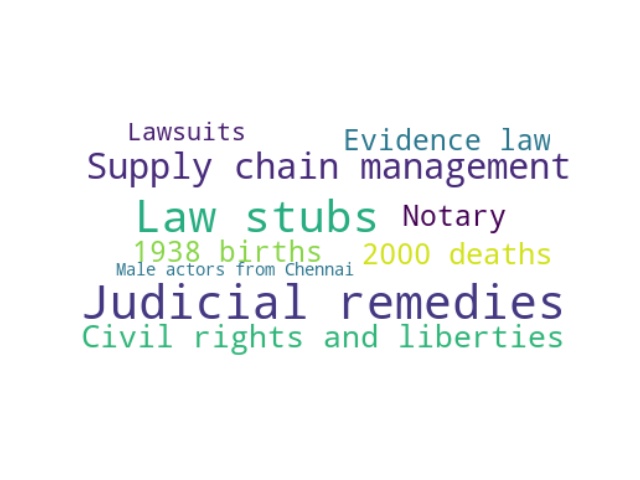 Lawsuits
Evidence law
Supply chain management
Law stubs
Notary
1938 births
2000 deaths
Male actors from Chennai
Judicial remedies
Civil rights and liberties